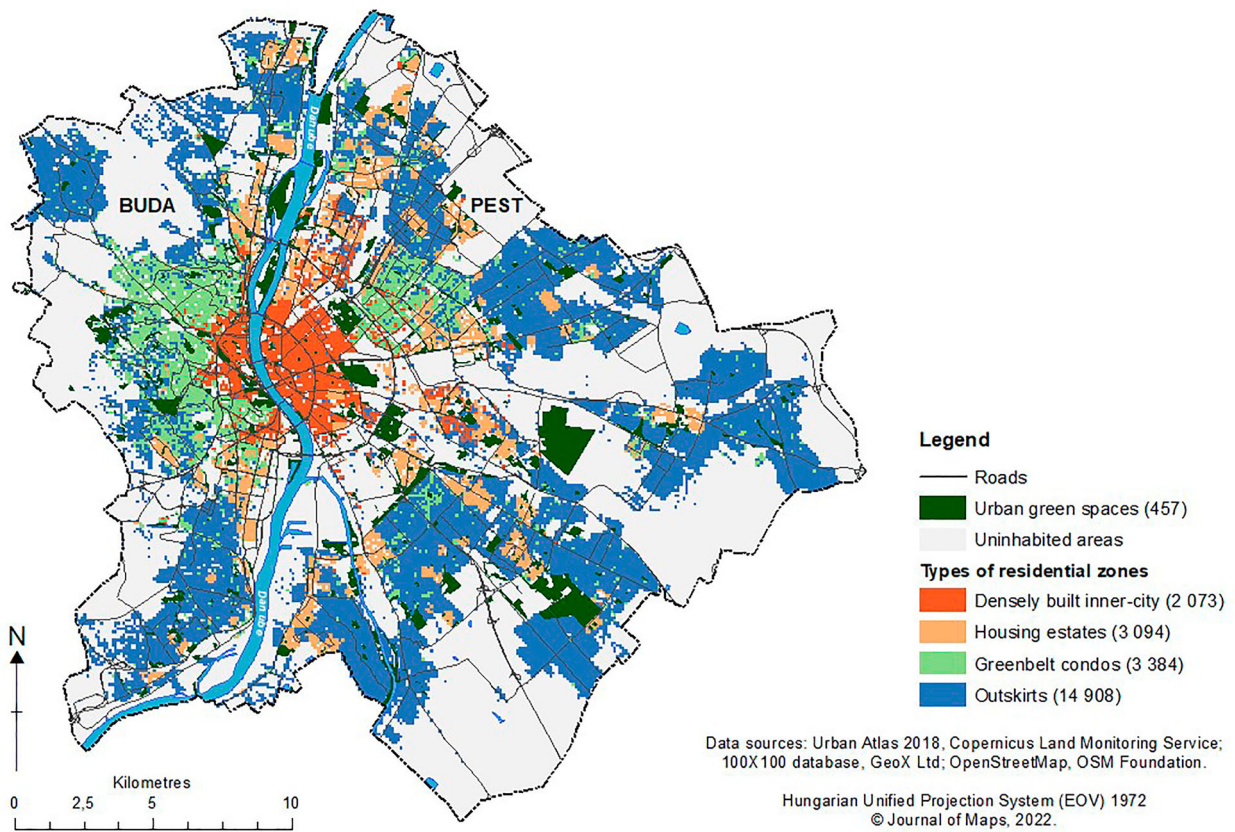 Danube
BUDA
PEST
Danube
Legend
Roads
Urban green spaces (457)
Uninhabited areas
Types of residential zones
Densely built inner-city (2 073)
Housing estates (3 094)
Greenbelt condos (3 384)
Outskirts (14 908)
N
Data sources: Urban Atlas 2018, Copernicus Land Monitoring Service;
100X100 database, GeoX Ltd; OpenStreetMap, OSM Foundation.
Kilometres
0 2,5 5 10
Hungarian Unified Projection System (EOV) 1972
© Journal of Maps, 2022.